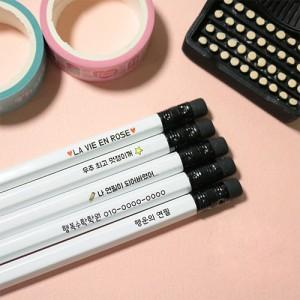 LA VIE EN ROSE
우주 최고 멋쟁이꺼
나 연필이 되어버렸어..
행복수학학원 010-0000-0000
행운의 연필